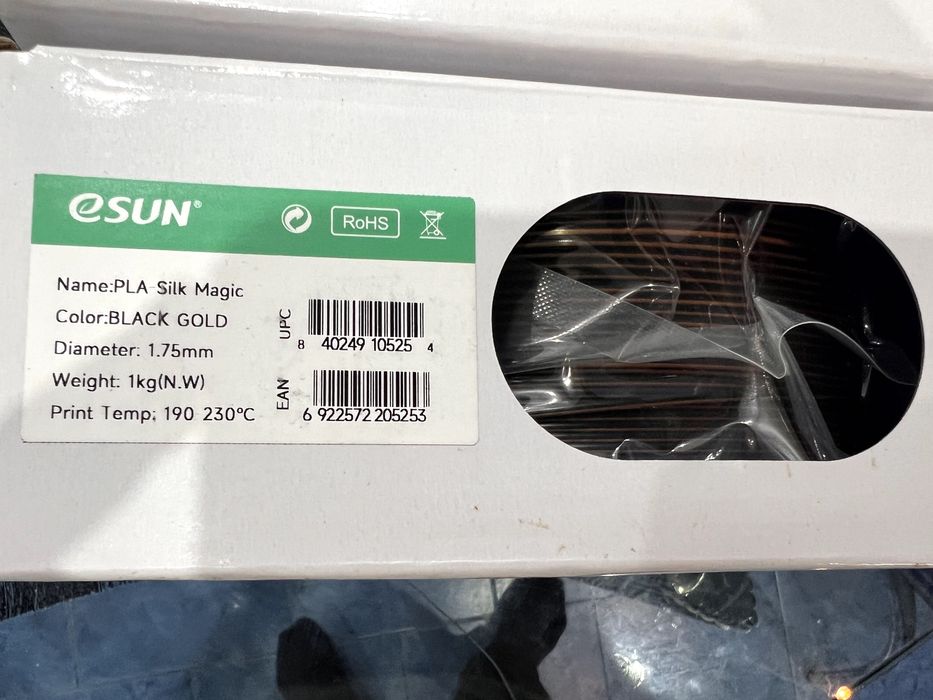 eSUN®
RoHS
Name:PLA Silk Magic
Color:BLACK GOLD
Diameter: 1.75mm
Weight: 1kg(N.W)
Print Temp: 190 230°C
UPC
8 40249 10525 4
EAN
6 922572 205253